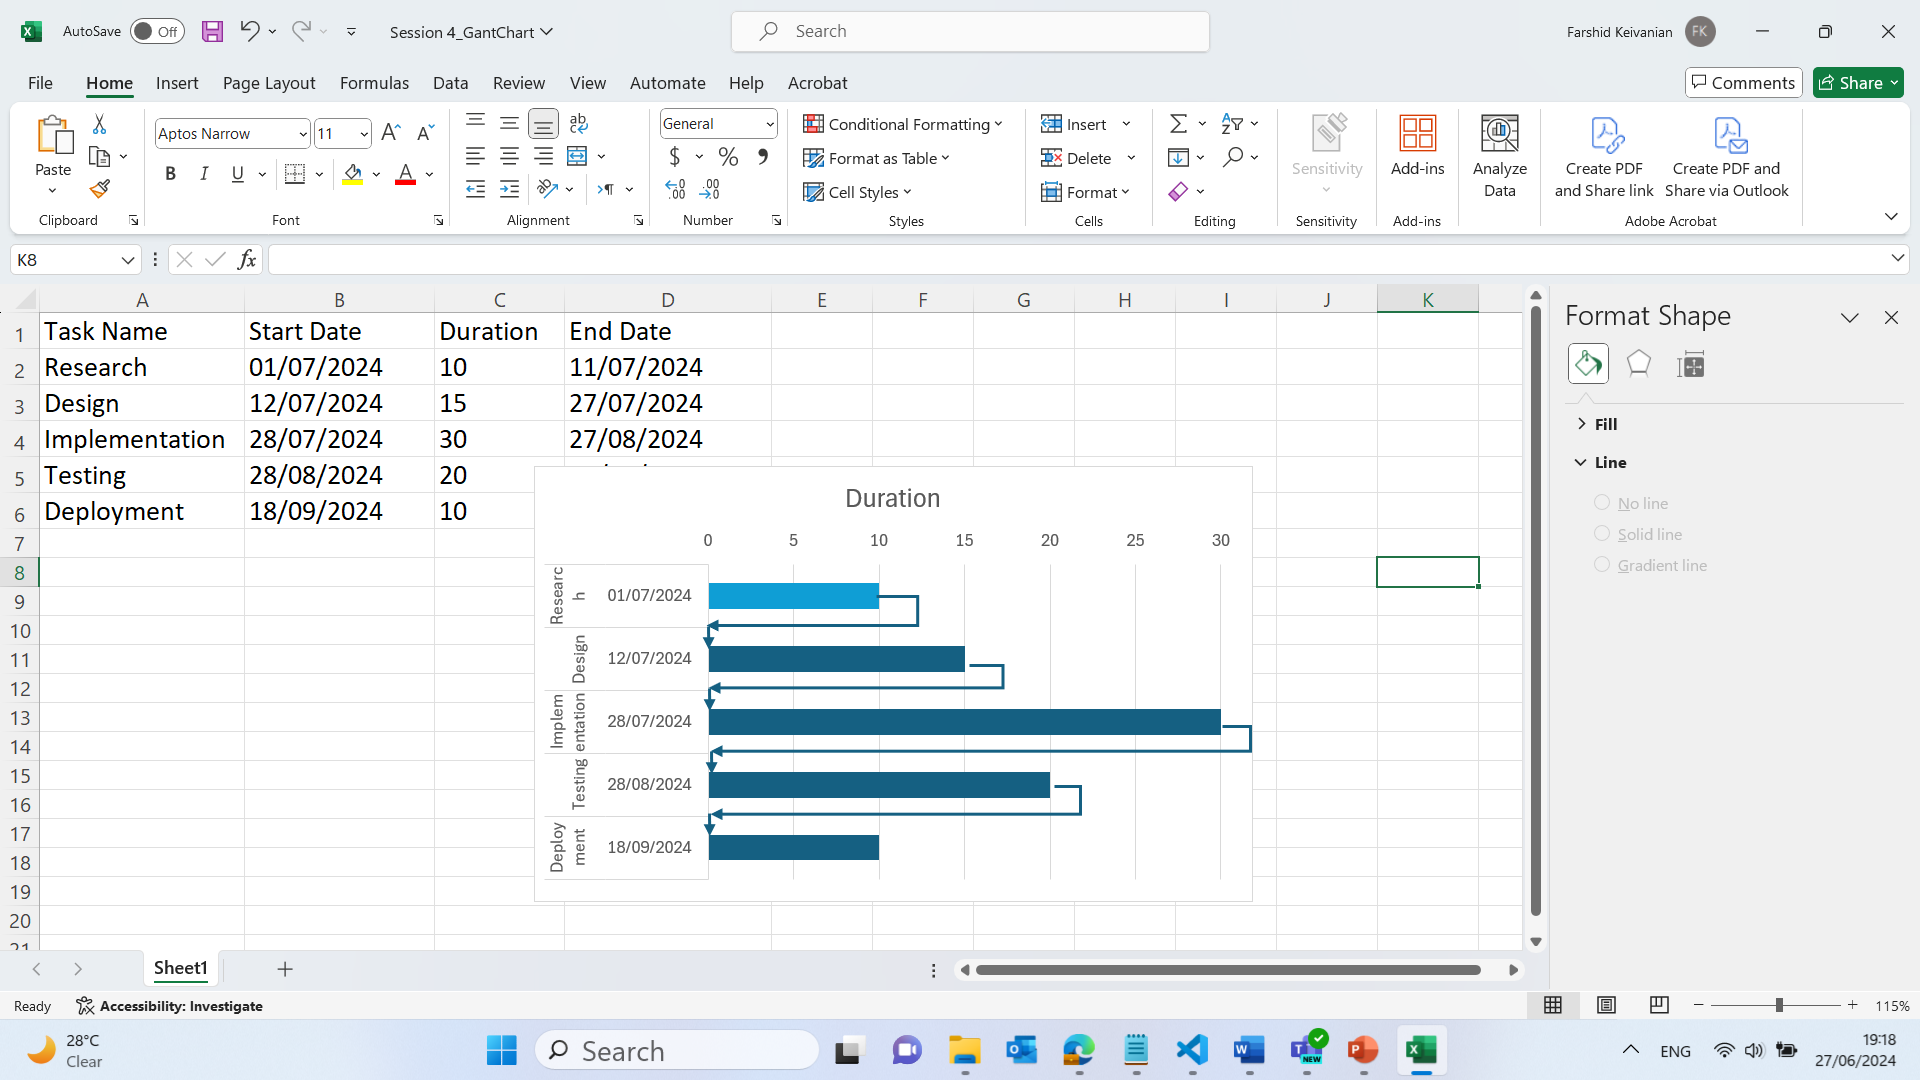 AutoSave Off Session 4_GantChart Search Farshid Keivanian FK
File Home Insert Page Layout Formulas Data Review View Automate Help Acrobat Comments Share
Paste
Clipboard
Aptos Narrow 11
B I U
Font
Alignment
General
$ % 9
Number
Conditional Formatting
Format as Table
Cell Styles
Styles
Insert
Delete
Format
Cells
Editing
Sensitivity
Sensitivity
Add-ins
Add-ins
Analyze
Data
Create PDF
and Share link
Create PDF and
Share via Outlook
Adobe Acrobat
K8 fx
A B C D E F G H I J K
1 Task Name Start Date Duration End Date
2 Research 01/07/2024 10 11/07/2024
3 Design 12/07/2024 15 27/07/2024
4 Implementation 28/07/2024 30 27/08/2024
5 Testing 28/08/2024 20
6 Deployment 18/09/2024 10
7
8
9
10
11
12
13
14
15
16
17
18
19
20
21
Duration
0 5 10 15 20 25 30
Researc
h
01/07/2024
Design
12/07/2024
Implem
entation
28/07/2024
Testing
28/08/2024
Deploy
ment
18/09/2024
Format Shape
Fill
Line
No line
Solid line
Gradient line
Sheet1
Ready Accessibility: Investigate 115%
28°C
Clear
Search
NEW
ENG
19:18
27/06/2024